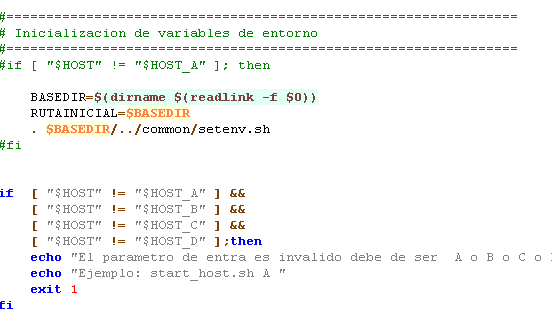 #================================================================
# Inicializacion de variables de entorno
#================================================================
#if [ "$HOST" != "$HOST_A" ]; then
BASEDIR=$(dirname $(readlink -f $0))
RUTAINICIAL=$BASEDIR
. $BASEDIR/../common/setenv.sh
#fi
if [ "$HOST" != "$HOST_A" ] &&
[ "$HOST" != "$HOST_B" ] &&
[ "$HOST" != "$HOST_C" ] &&
[ "$HOST" != "$HOST_D" ];then
echo "El parametro de entra es invalido debe de ser  A o B o C o
echo "Ejemplo: start_host.sh A "
exit 1
fi